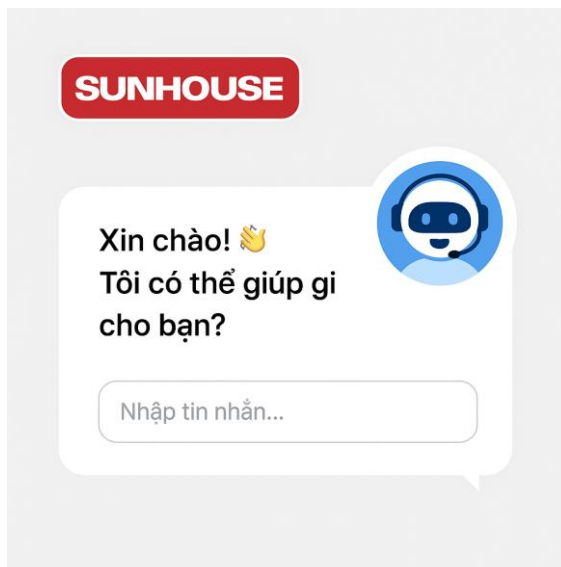 SUNHOUSE
Xin chào! 👋
Tôi có thể giúp gi
cho bạn?
Nhập tin nhắn...